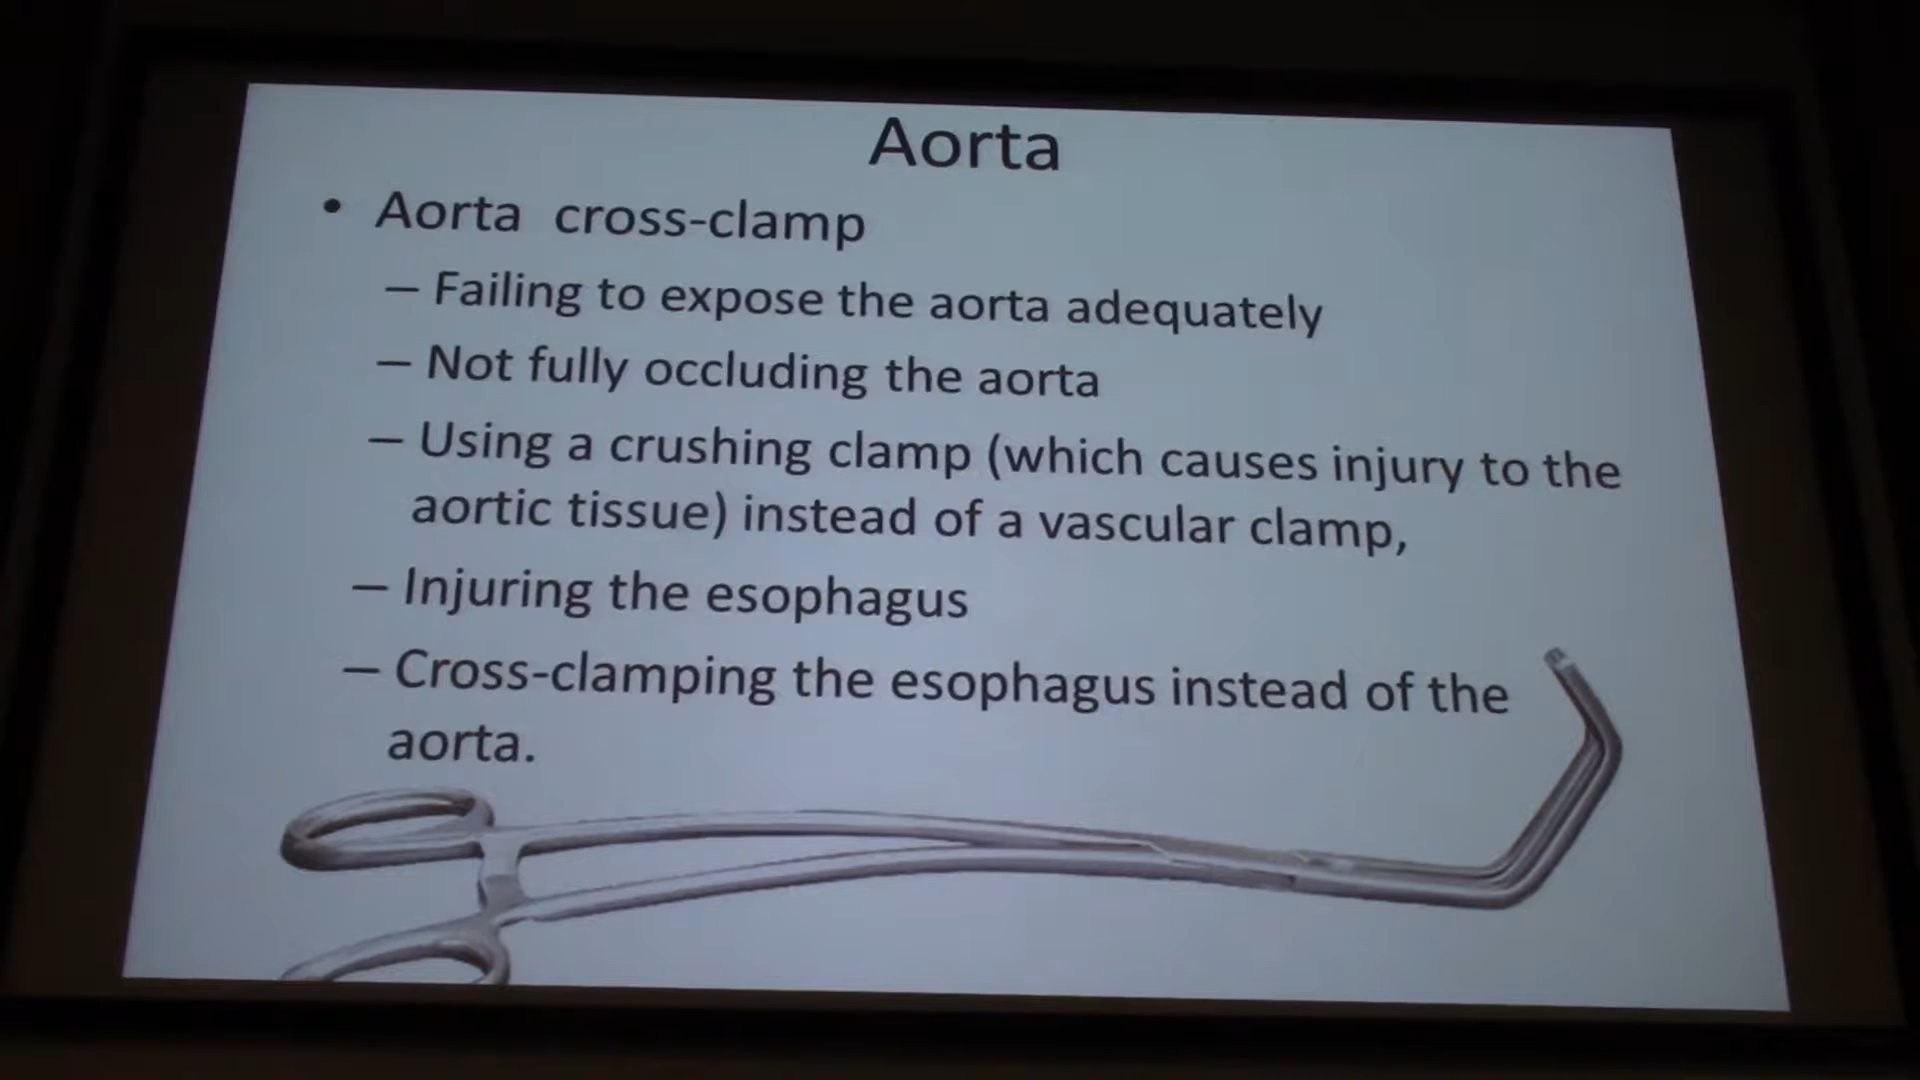 Aorta
• Aorta cross-clamp
– Failing to expose the aorta adequately
– Not fully occluding the aorta
– Using a crushing clamp (which causes injury to the
aortic tissue) instead of a vascular clamp,
– Injuring the esophagus
– Cross-clamping the esophagus instead of the
aorta.